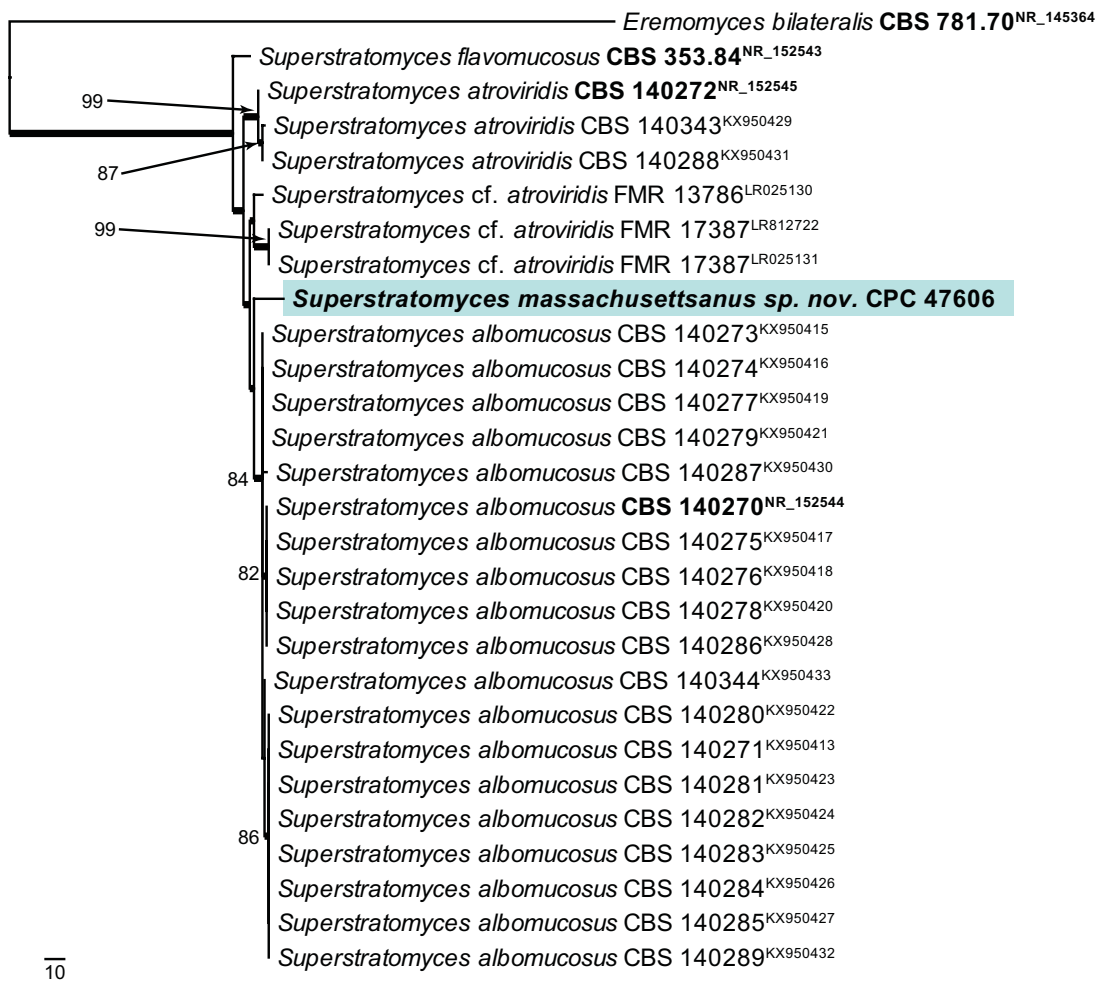 Eremomyces bilateralis CBS 781.70NR_145364
Superstratomyces flavomucosus CBS 353.84NR_152543
Superstratomyces atroviridis CBS 140272NR_152545
99
Superstratomyces atroviridis CBS 140343KX950429
Superstratomyces atroviridis CBS 140288KX950431
87
Superstratomyces cf. atroviridis FMR 13786LR025130
99
Superstratomyces cf. atroviridis FMR 17387LR812722
Superstratomyces cf. atroviridis FMR 17387LR025131
Superstratomyces massachusettsanus sp. nov. CPC 47606
Superstratomyces albomucosus CBS 140273KX950415
Superstratomyces albomucosus CBS 140274KX950416
Superstratomyces albomucosus CBS 140277KX950419
Superstratomyces albomucosus CBS 140279KX950421
84
Superstratomyces albomucosus CBS 140287KX950430
Superstratomyces albomucosus CBS 140270NR_152544
Superstratomyces albomucosus CBS 140275KX950417
82
Superstratomyces albomucosus CBS 140276KX950418
Superstratomyces albomucosus CBS 140278KX950420
Superstratomyces albomucosus CBS 140286KX950428
Superstratomyces albomucosus CBS 140344KX950433
Superstratomyces albomucosus CBS 140280KX950422
Superstratomyces albomucosus CBS 140271KX950413
Superstratomyces albomucosus CBS 140281KX950423
Superstratomyces albomucosus CBS 140282KX950424
86
Superstratomyces albomucosus CBS 140283KX950425
Superstratomyces albomucosus CBS 140284KX950426
Superstratomyces albomucosus CBS 140285KX950427
Superstratomyces albomucosus CBS 140289KX950432
10